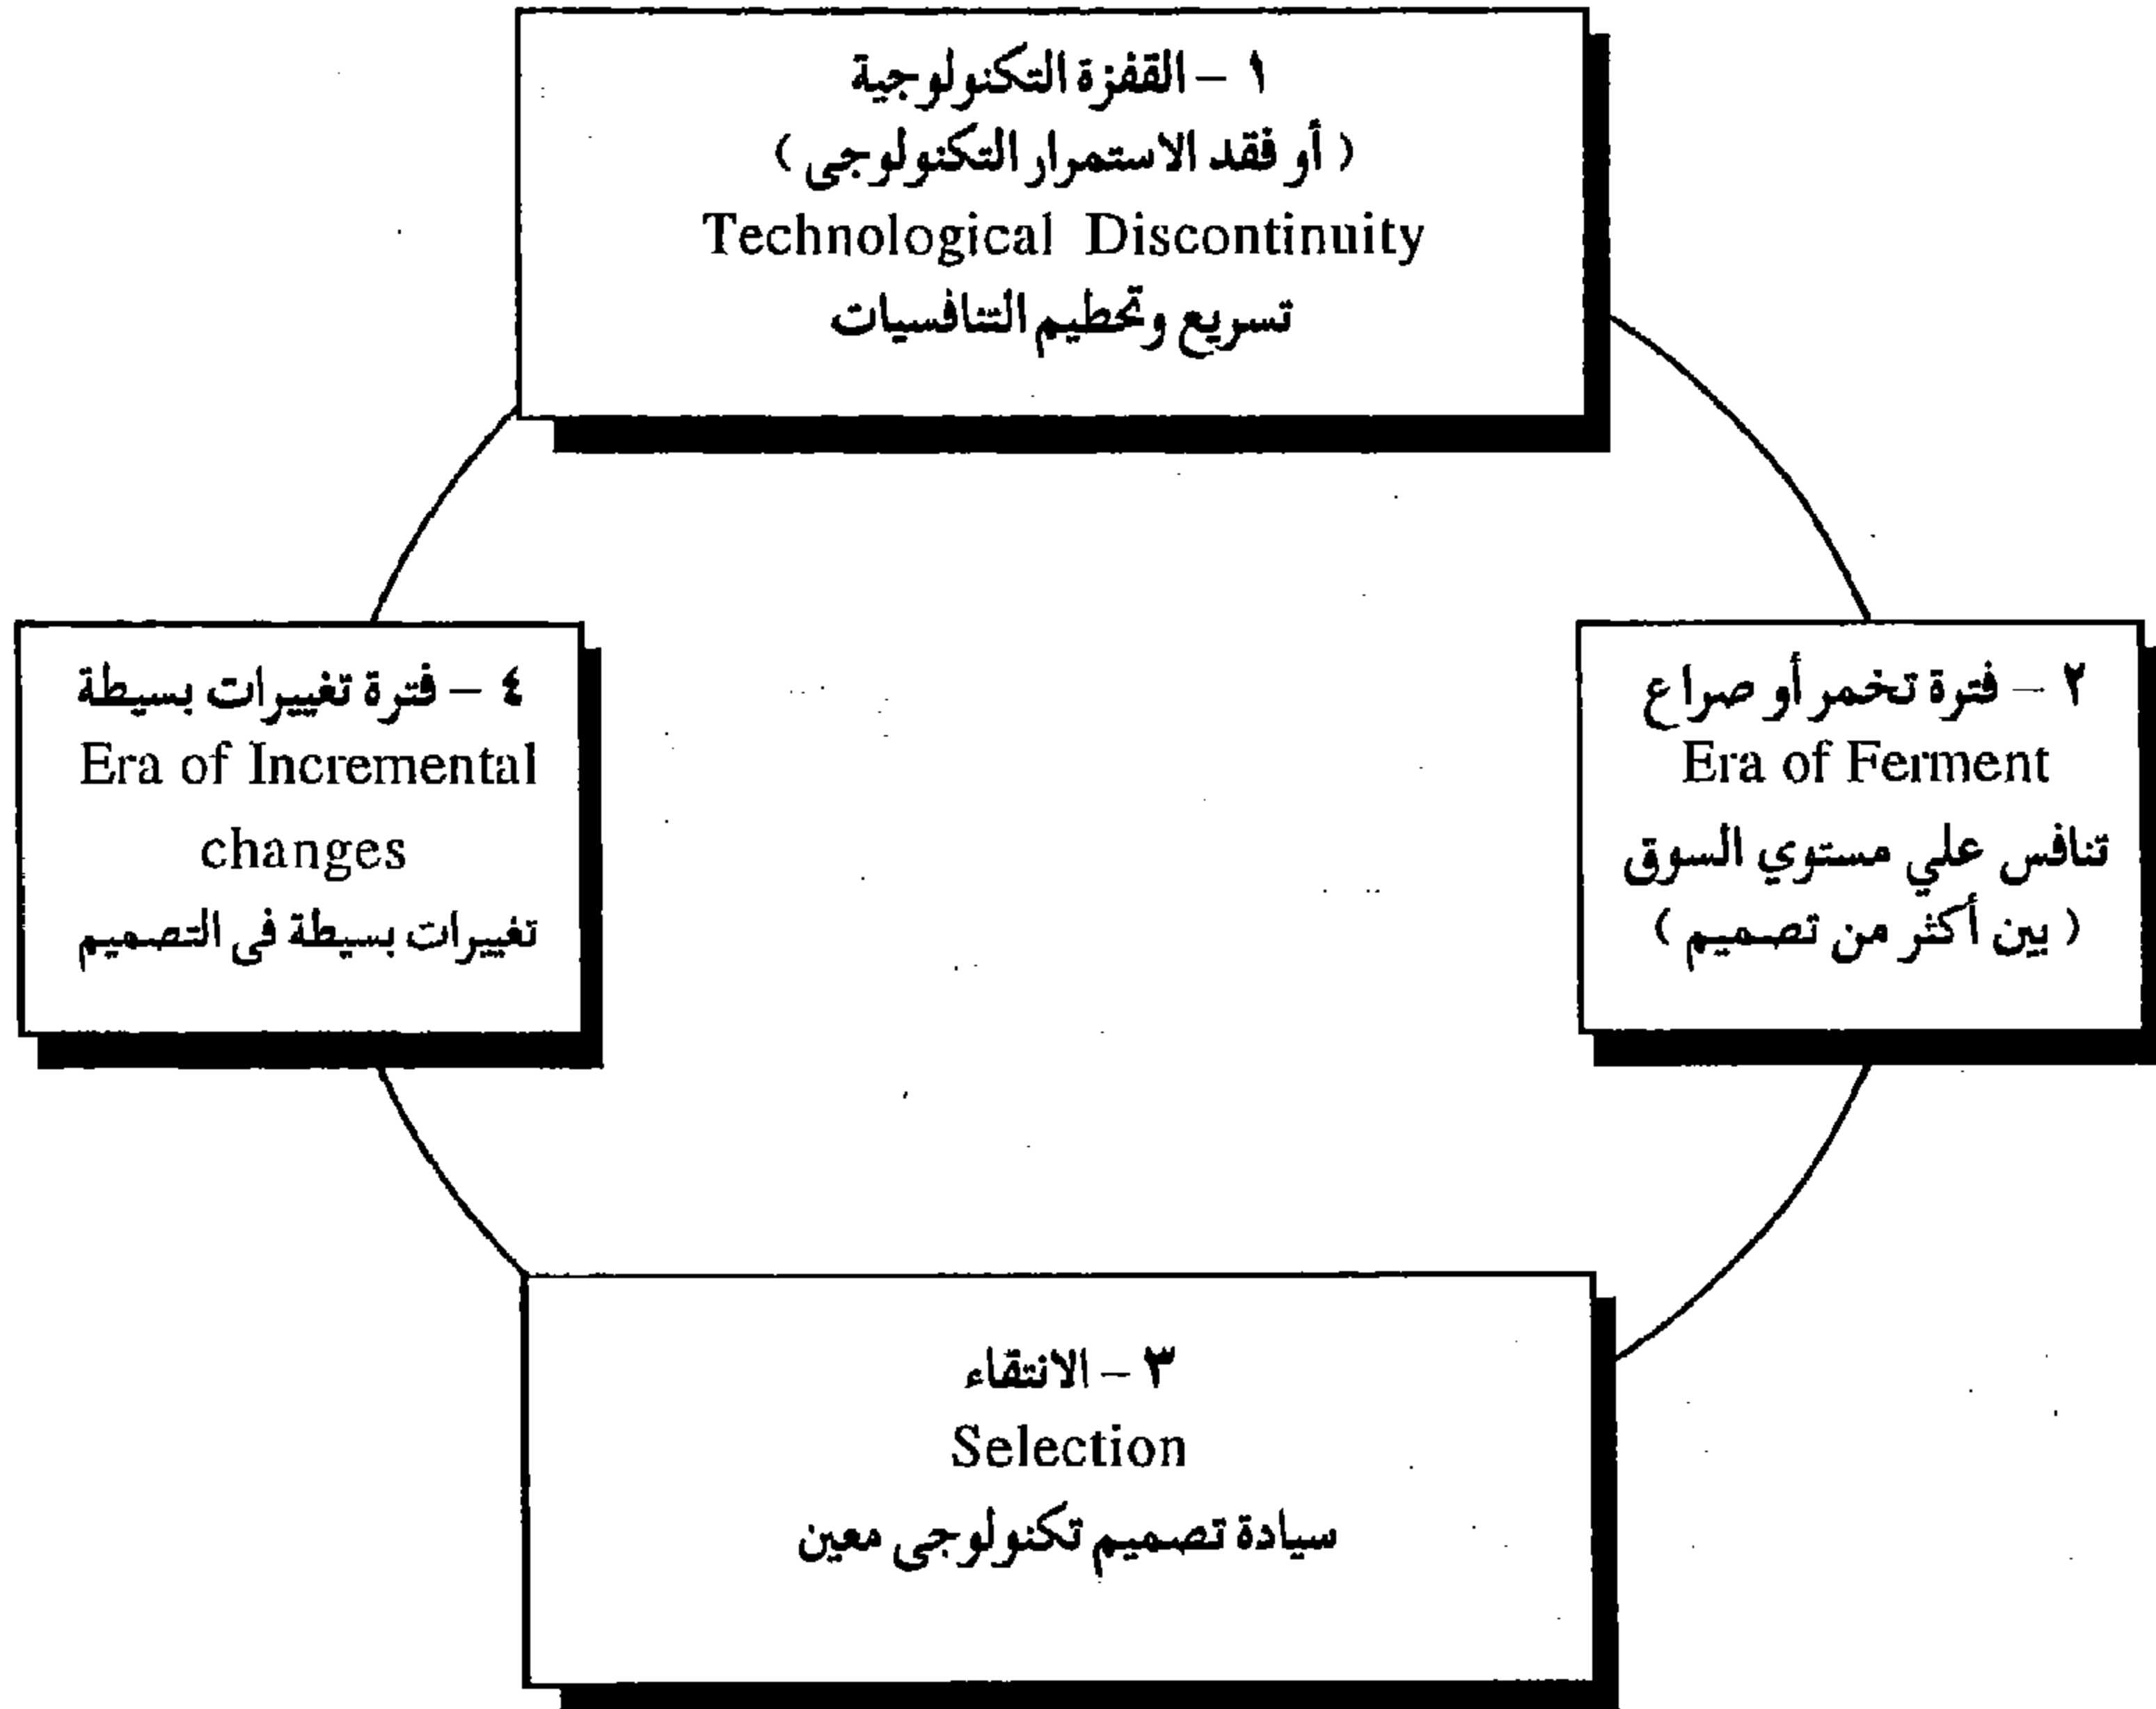 ١ - القفزة التكنولوجية
( أو فقد الاستمرار التكنولوجى )
Technological Discontinuity
تسريع وتحطيم التنافسيات
٢ - فترة تخمر أو صراع
Era of Ferment
تنافس علي مستوي السوق
( بين أكثر من تصميم )
٣ - الانتقاء
Selection
سيادة تصميم تكنولوجى معين
٤ - فترة تغييرات بسيطة
Era of Incremental
changes
تغييرات بسيطة فى التصميم